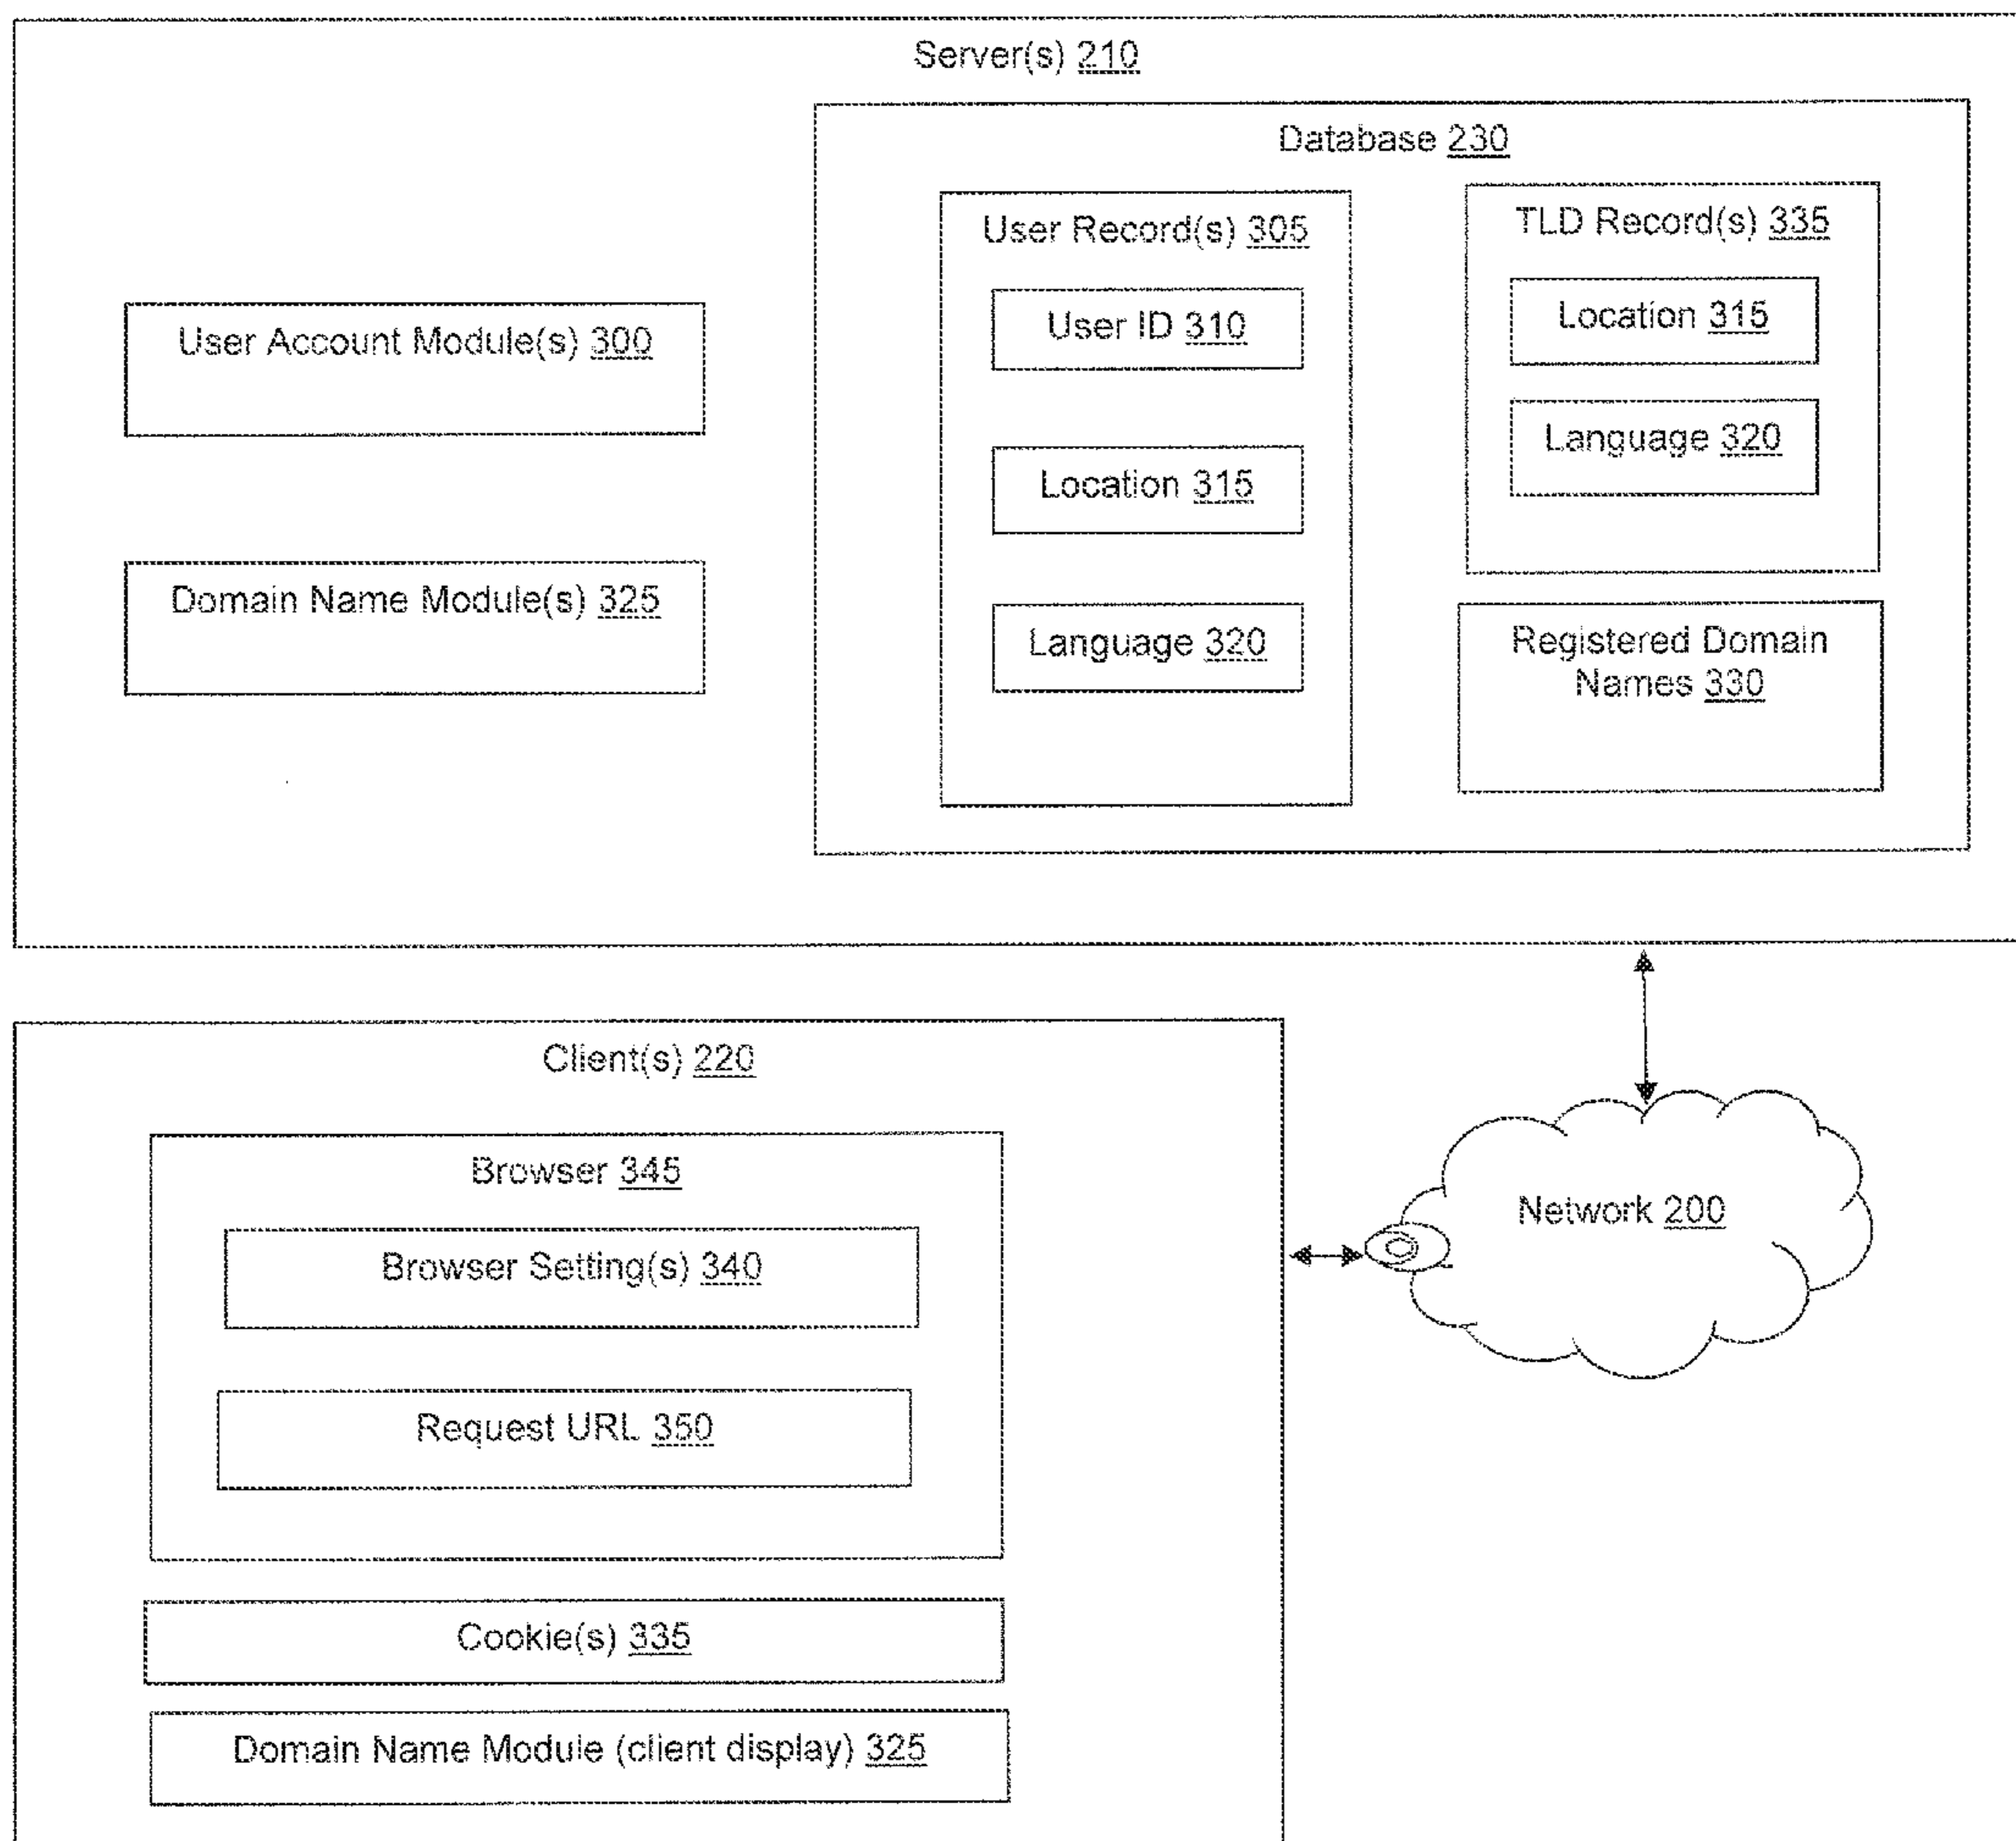 Server(s) 210
Database 230
User Record(s) 305
User ID 310
Location 315
Language 320
TLD Record(s) 335
Location 315
Language 320
Registered Domain
Names 330
User Account Module(s) 300
Domain Name Module(s) 325
Client(s) 220
Browser 345
Browser Setting(s) 340
Request URL 350
Cookie(s) 335
Domain Name Module (client display) 325
Network 200